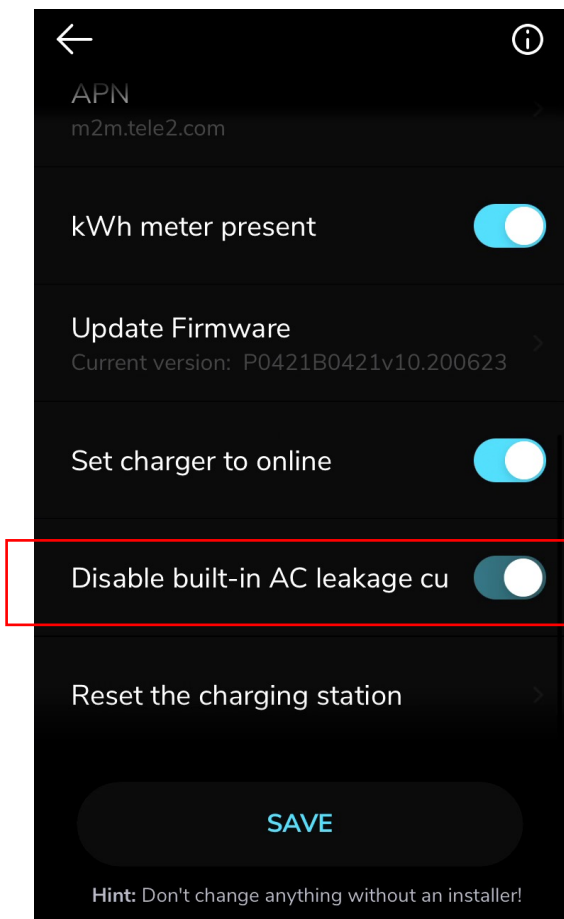 APN
m2m.tele2.com
kWh meter present
Update Firmware
Current version: P0421B0421v10.200623
Set charger to online
Disable built-in AC leakage cu
Reset the charging station
SAVE
Hint: Don't change anything without an installer!